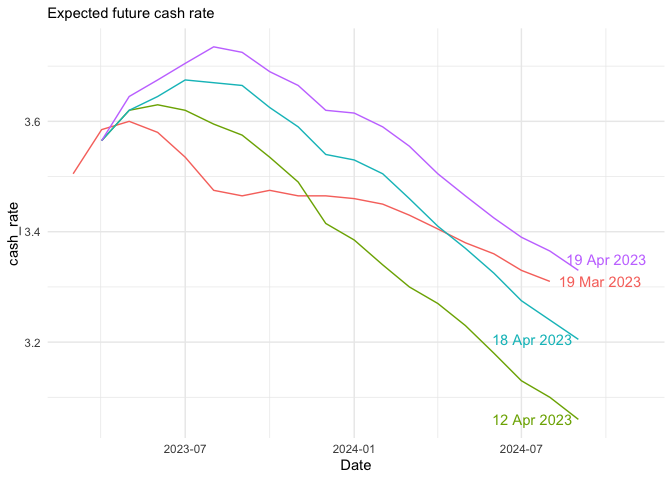 Expected future cash rate
cash_rate
3.6
3.4
3.2
19 Apr 2023
19 Mar 2023
18 Apr 2023
12 Apr 2023
2023-07
2024-01
2024-07
Date